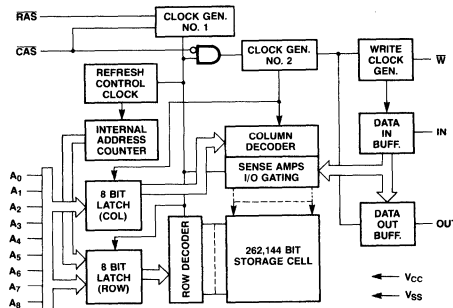 RAS
CLOCK GEN.
NO. 1
CAS
CLOCK GEN.
NO. 2
WRITE
CLOCK
GEN.
W
REFRESH
CONTROL
CLOCK
INTERNAL
ADDRESS
COUNTER
DATA
IN
BUFF.
IN
COLUMN
DECODER
SENSE AMPS
I/O GATING
A0
A1
A2
A3
A4
A5
A6
A7
A8
8 BIT
LATCH
(COL)
8 BIT
LATCH
(ROW)
ROW DECODER
262,144 BIT
STORAGE CELL
DATA
OUT
BUFF.
OUT
VCC
VSS